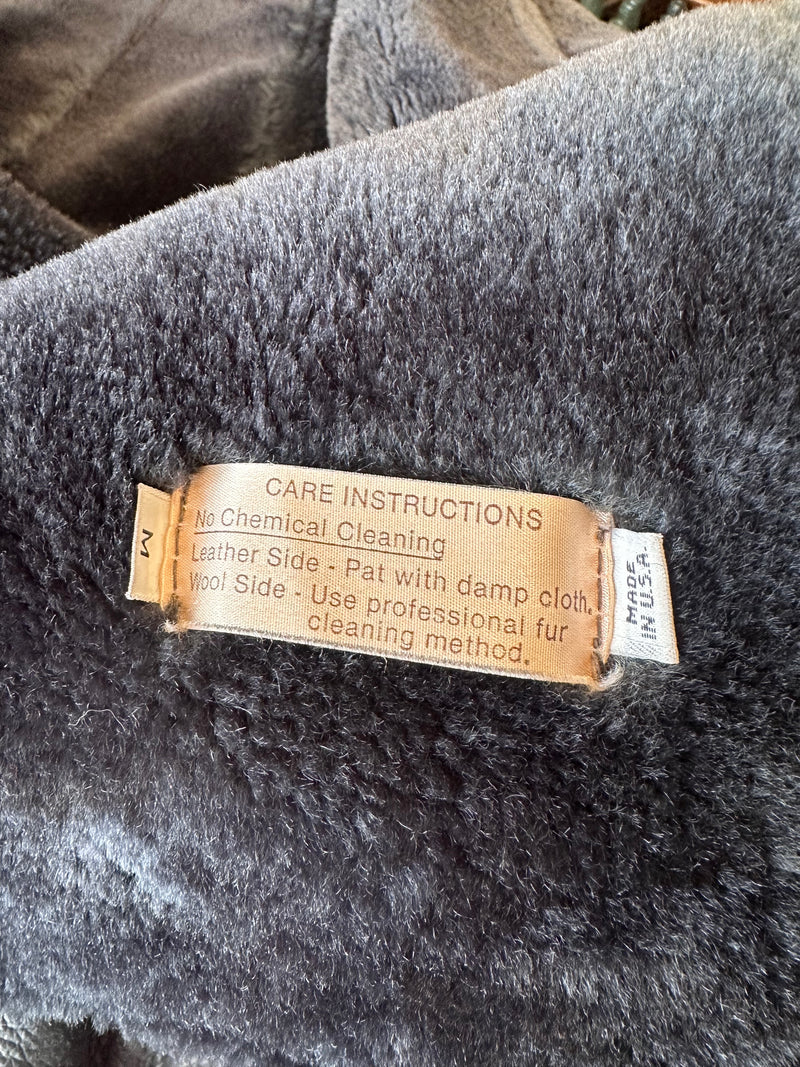 M
CARE INSTRUCTIONS
No Chemical Cleaning
Leather Side - Pat with damp cloth.
Wool Side - Use professional fur
cleaning method.
MADE
IN U.S.A.